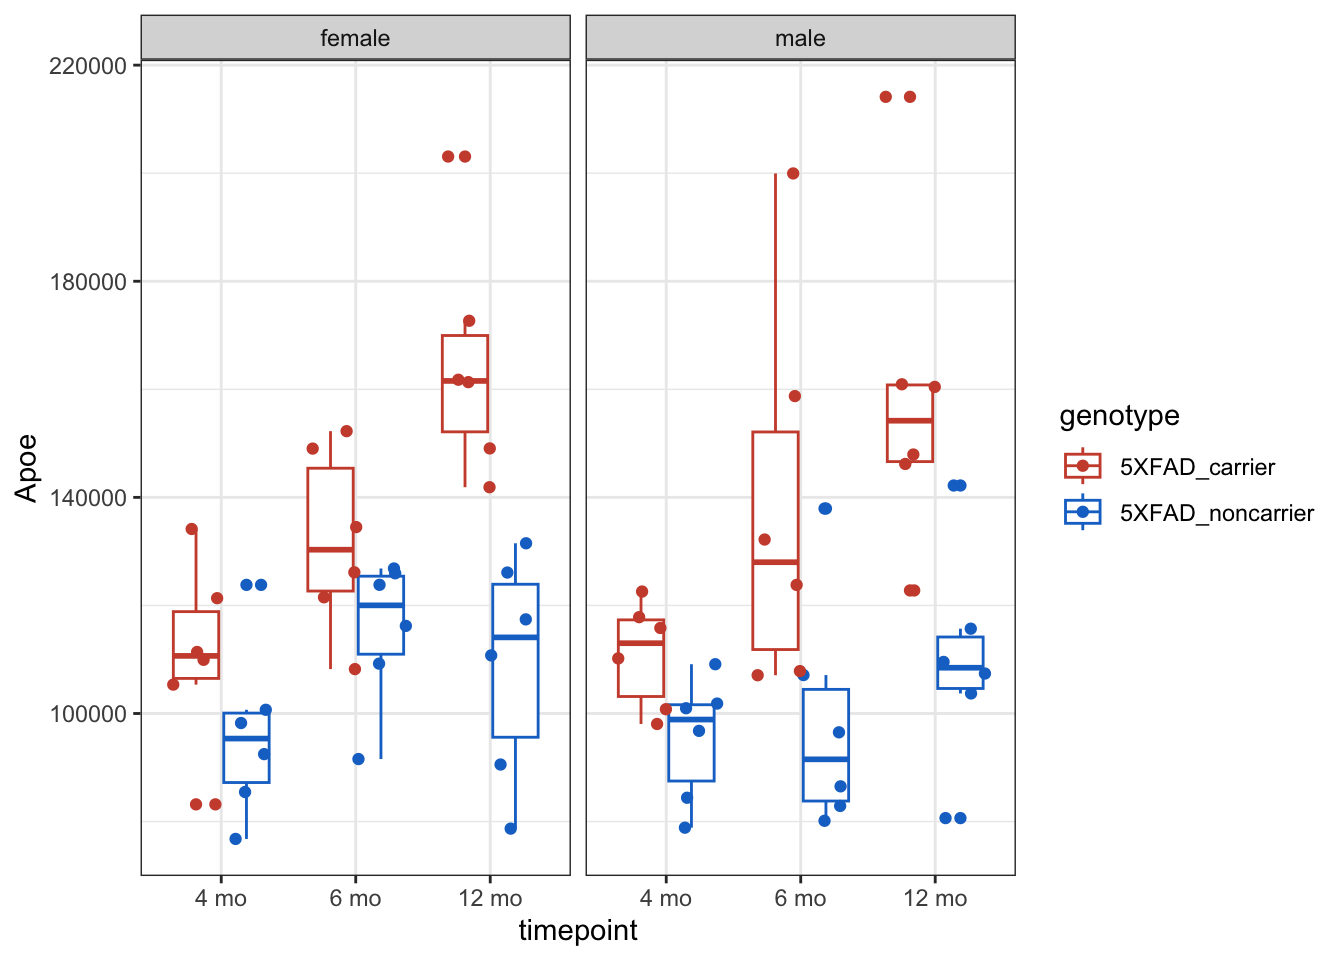 female
male
220000
180000
140000
100000
Apoe
4 mo
6 mo
12 mo
4 mo
6 mo
12 mo
timepoint
genotype
5XFAD_carrier
5XFAD_noncarrier